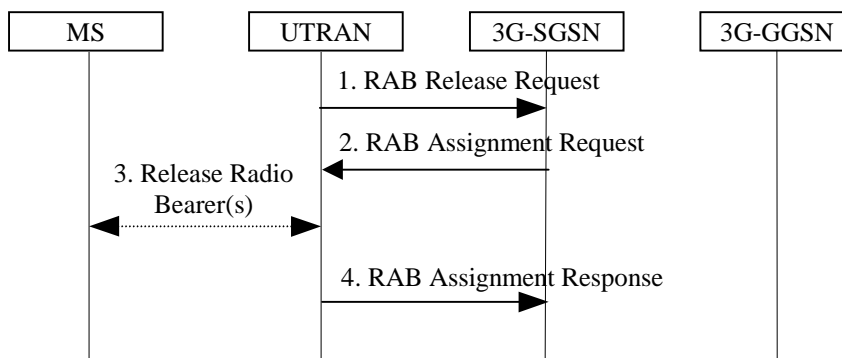 MS
UTRAN
3G-SGSN
3G-GGSN
1. RAB Release Request
2. RAB Assignment Request
3. Release Radio
Bearer(s)
4. RAB Assignment Response